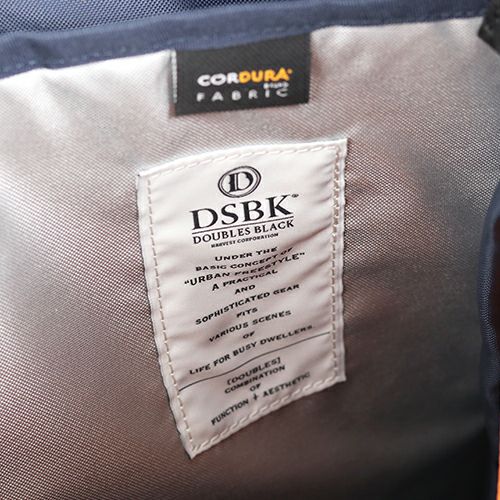 CORDURA®
BRAND
FABRIC
D
DSBK
DOUBLES BLACK
HARVEST CORPORATION
UNDER THE
BASIC CONCEPT OF
"URBAN FREESTYLE"
A PRACTICAL
AND
SOPHISTICATED GEAR
FITS
VARIOUS SCENES
OF
LIFE FOR BUSY DWELLERS.
[DOUBLES]
COMBINATION
OF
FUNCTION + AESTHETIC